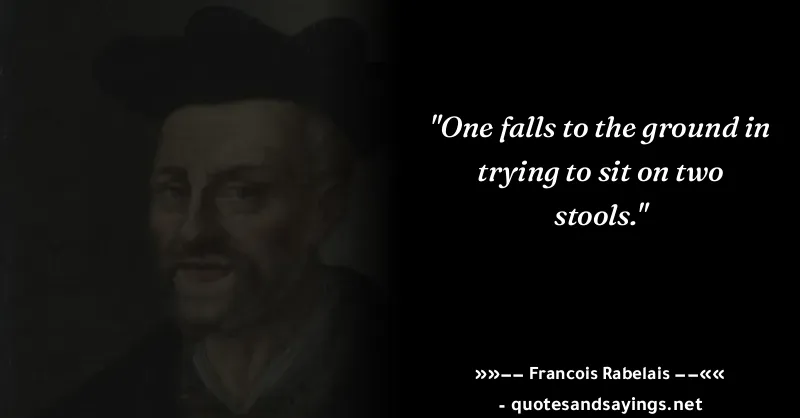 "One falls to the ground in
trying to sit on two
stools."
»»–– Francois Rabelais ––««
- quotesandsayings.net